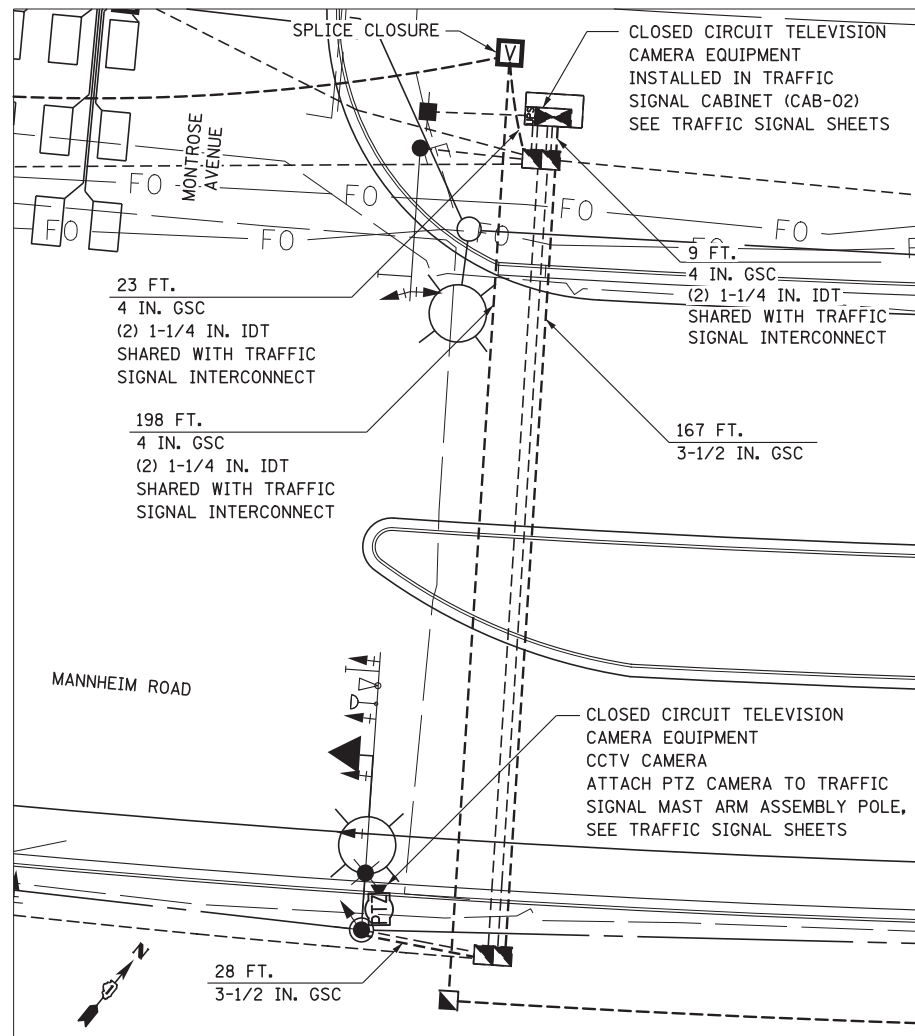 SPLICE CLOSURE
V
CLOSED CIRCUIT TELEVISION
CAMERA EQUIPMENT
INSTALLED IN TRAFFIC
SIGNAL CABINET (CAB-02)
SEE TRAFFIC SIGNAL SHEETS
MONTROSE
AVENUE
FO
FO
FO
FO
FO
FO
FO
FO
23 FT.
4 IN. GSC
(2) 1-1/4 IN. IDT
SHARED WITH TRAFFIC
SIGNAL INTERCONNECT
9 FT.
4 IN. GSC
(2) 1-1/4 IN. IDT
SHARED WITH TRAFFIC
SIGNAL INTERCONNECT
198 FT.
4 IN. GSC
(2) 1-1/4 IN. IDT
SHARED WITH TRAFFIC
SIGNAL INTERCONNECT
167 FT.
3-1/2 IN. GSC
MANNHEIM ROAD
CLOSED CIRCUIT TELEVISION
CAMERA EQUIPMENT
CCTV CAMERA
ATTACH PTZ CAMERA TO TRAFFIC
SIGNAL MAST ARM ASSEMBLY POLE,
SEE TRAFFIC SIGNAL SHEETS
PTZ
28 FT.
3-1/2 IN. GSC
N